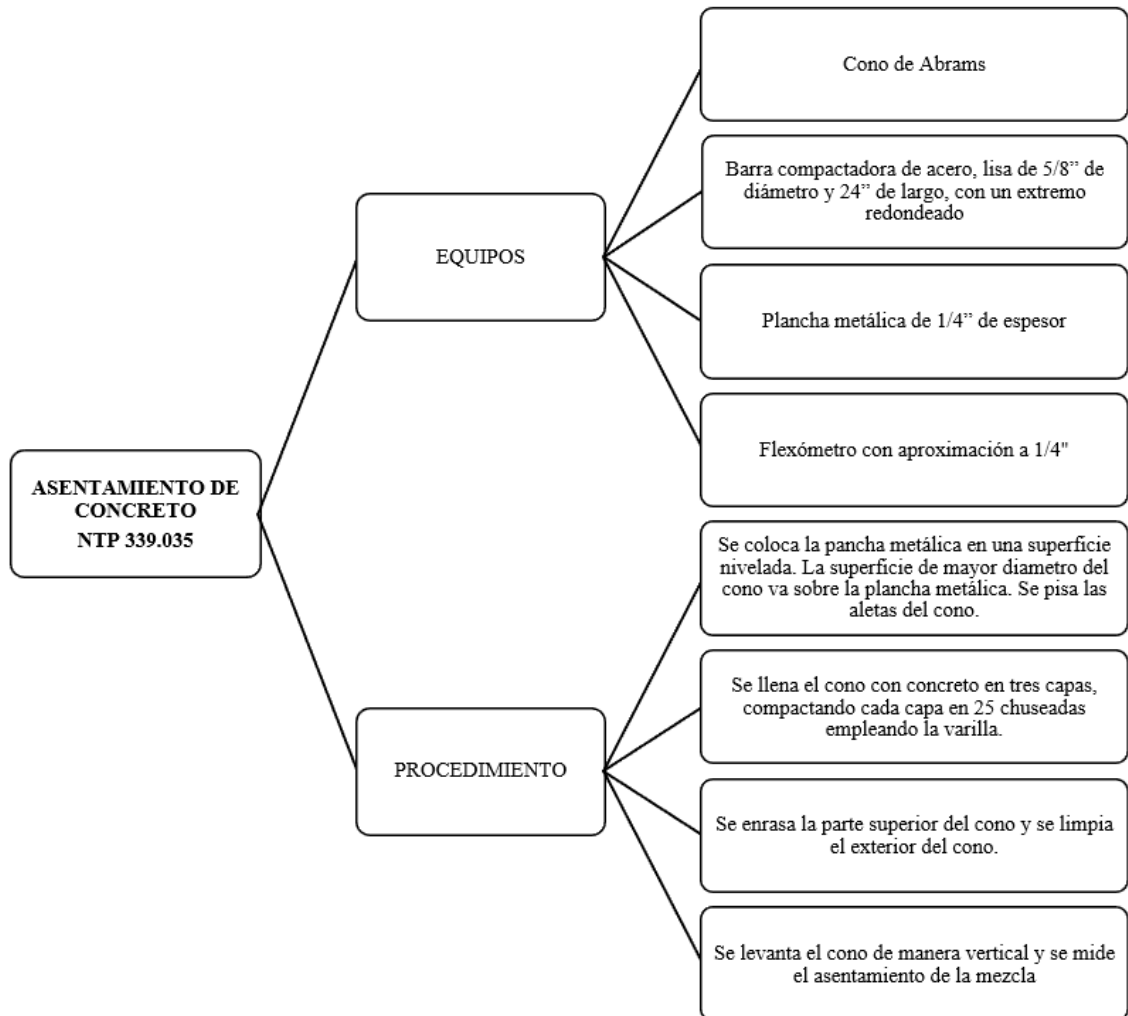 ASENTAMIENTO DE
CONCRETO
NTP 339.035
EQUIPOS
Cono de Abrams
Barra compactadora de acero, lisa de 5/8” de
diámetro y 24” de largo, con un extremo
redondeado
Plancha metálica de 1/4” de espesor
Flexómetro con aproximación a 1/4"
PROCEDIMIENTO
Se coloca la pancha metálica en una superficie
nivelada. La superficie de mayor diametro del
cono va sobre la plancha metálica. Se pisa las
aletas del cono.
Se llena el cono con concreto en tres capas,
compactando cada capa en 25 chuseadas
empleando la varilla.
Se enrasa la parte superior del cono y se limpia
el exterior del cono.
Se levanta el cono de manera vertical y se mide
el asentamiento de la mezcla